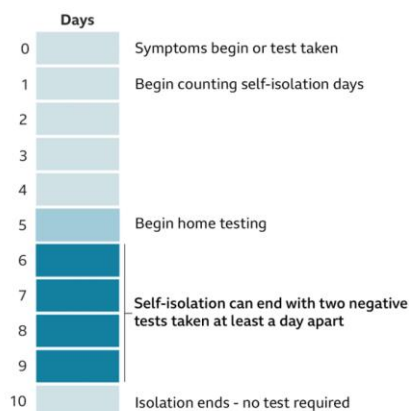 Days
0 Symptoms begin or test taken
1 Begin counting self-isolation days
2
3
4
5 Begin home testing
6
7
Self-isolation can end with two negative
tests taken at least a day apart
8
9
10 Isolation ends - no test required